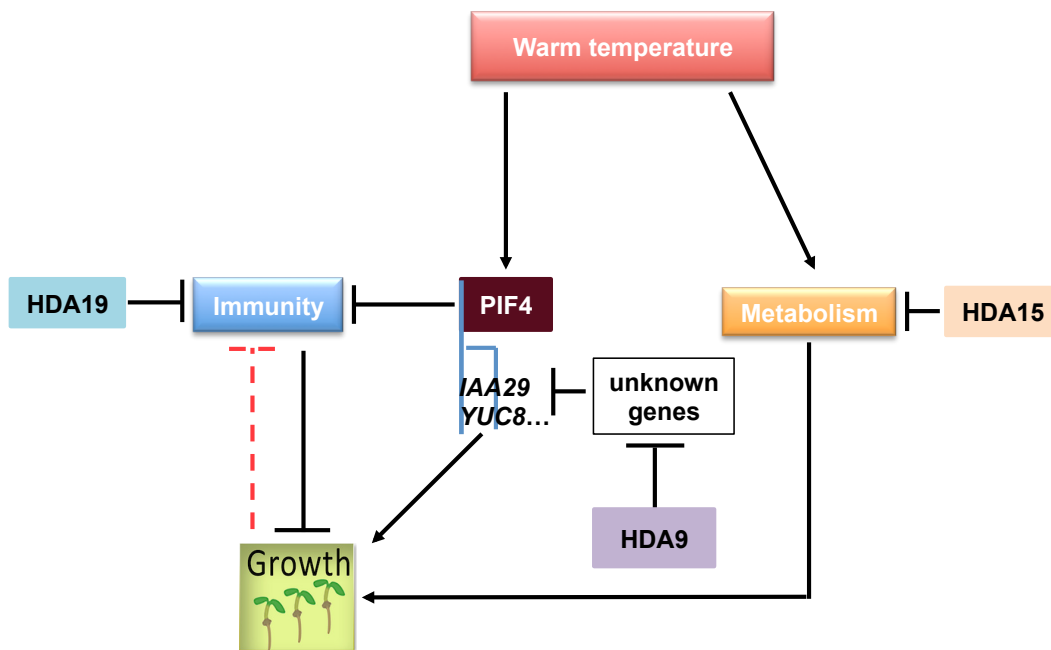 Warm temperature
HDA19
Immunity
PIF4
Metabolism
HDA15
IAA29
YUC8...
unknown
genes
HDA9
Growth